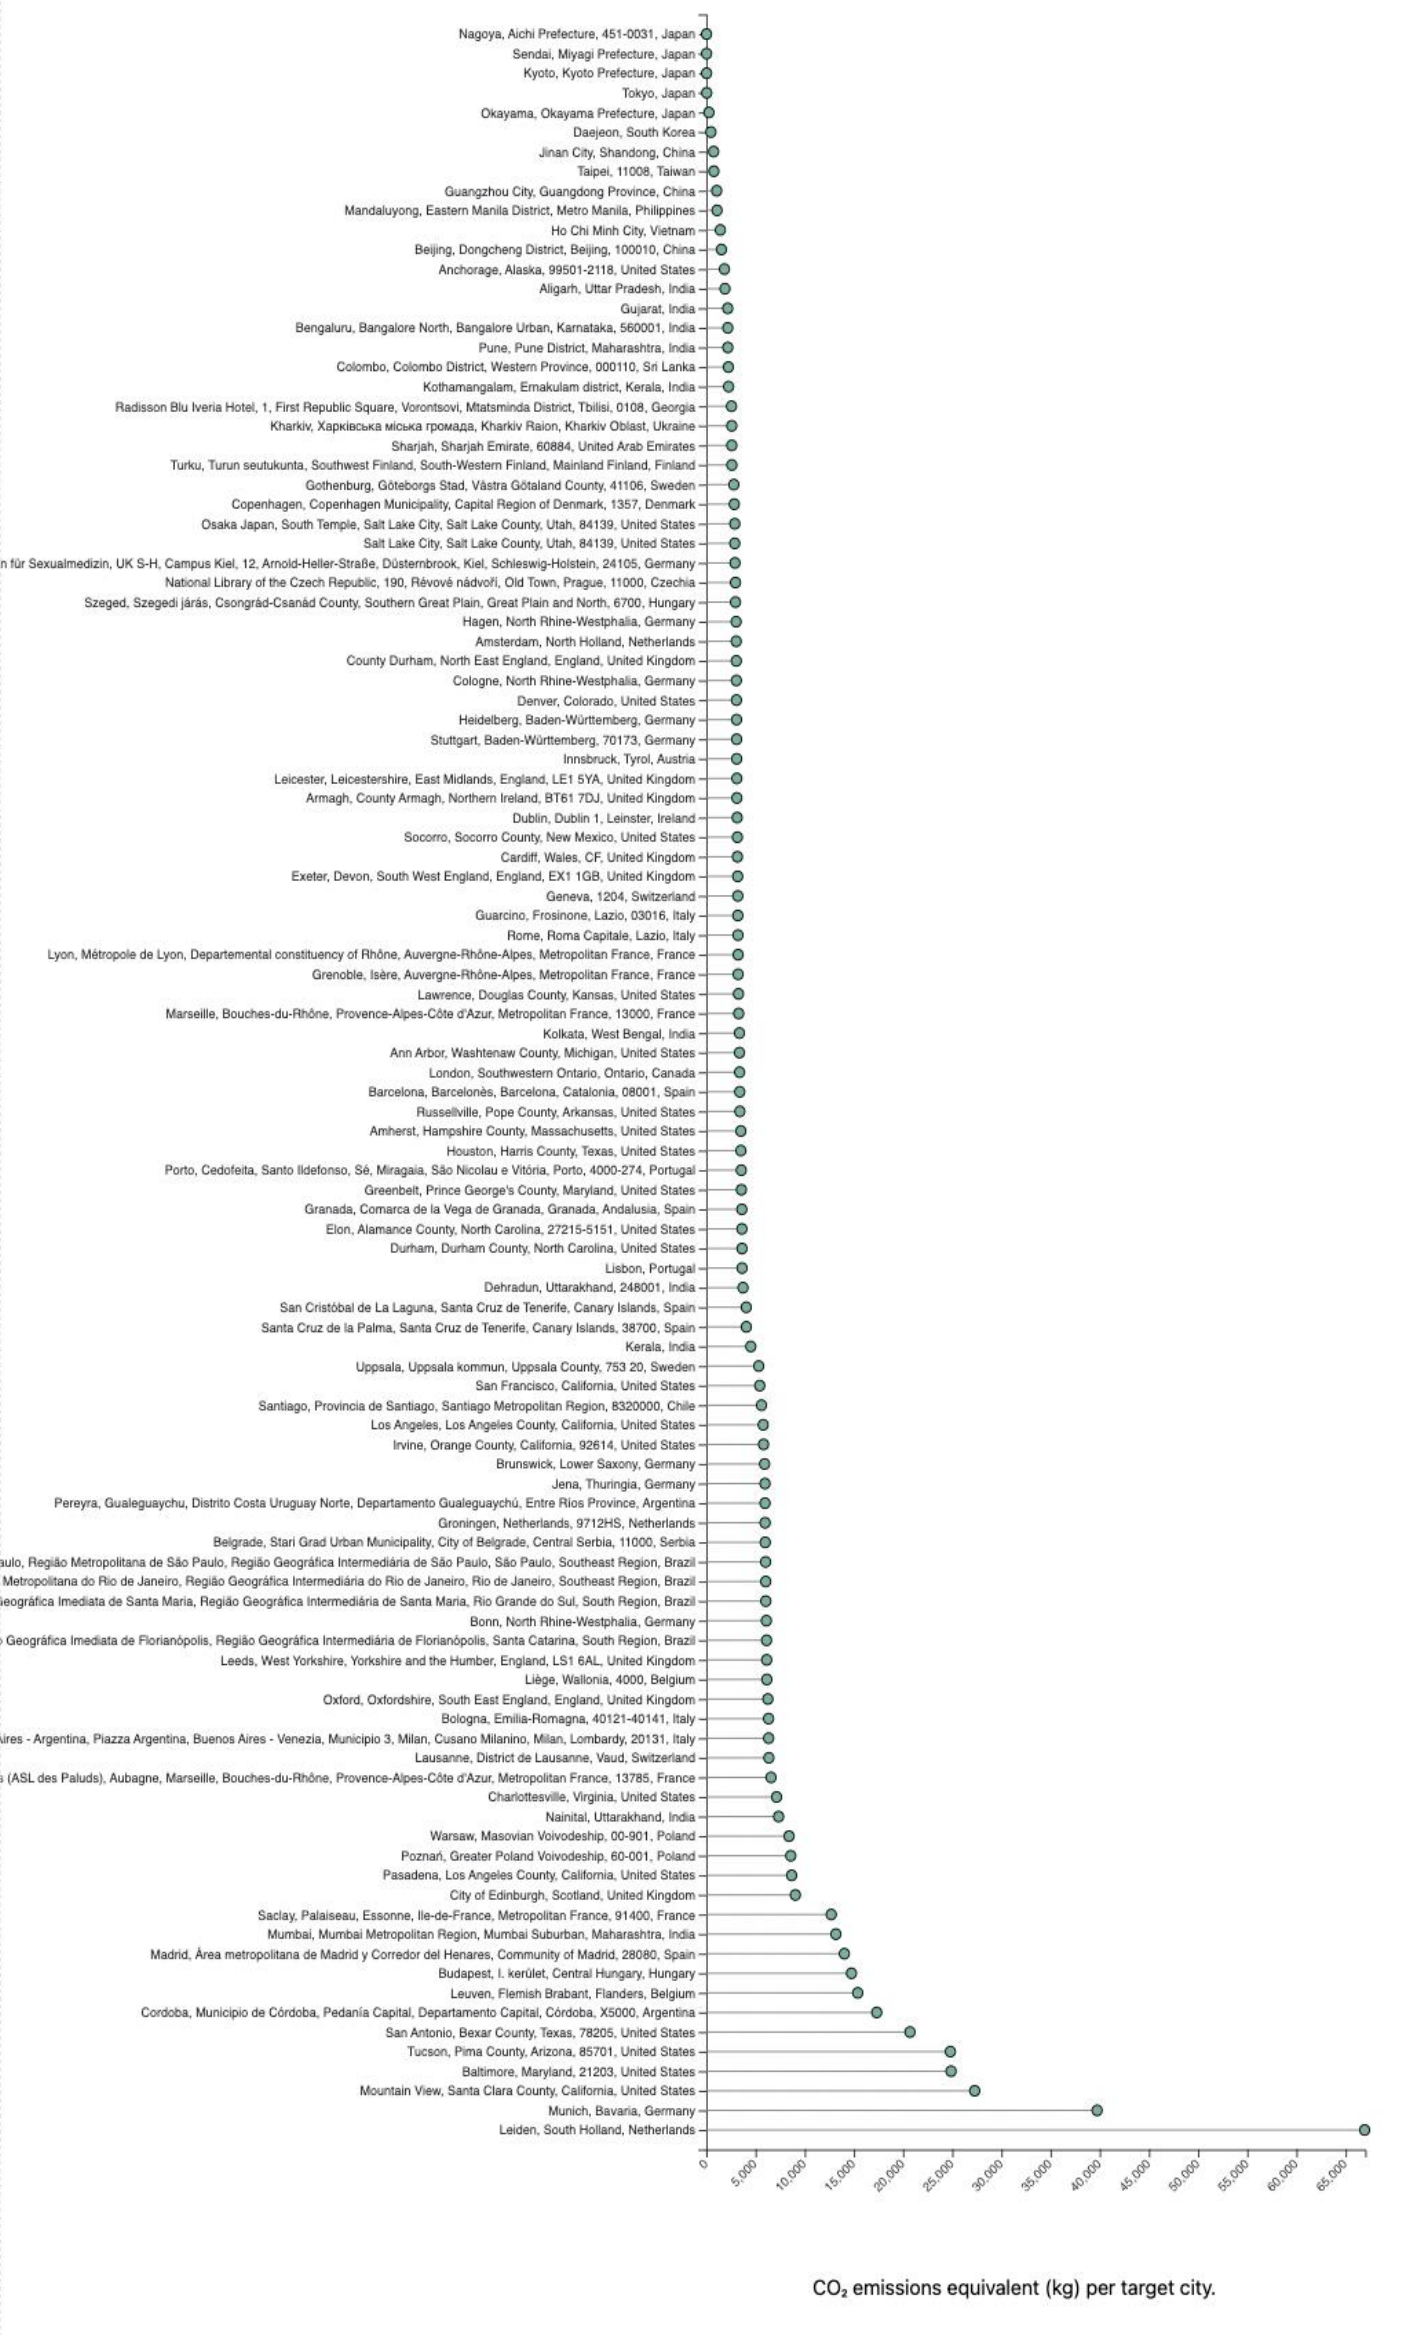 Nagoya, Aichi Prefecture, 451-0031, Japan
Sendai, Miyagi Prefecture, Japan
Kyoto, Kyoto Prefecture, Japan
Tokyo, Japan
Okayama, Okayama Prefecture, Japan
Daejeon, South Korea
Jinan City, Shandong, China
Taipei, 11008, Taiwan
Guangzhou City, Guangdong Province, China
Mandaluyong, Eastern Manila District, Metro Manila, Philippines
Ho Chi Minh City, Vietnam
Beijing, Dongcheng District, Beijing, 100010, China
Anchorage, Alaska, 99501-2118, United States
Aligarh, Uttar Pradesh, India
Gujarat, India
Bengaluru, Bangalore North, Bangalore Urban, Karnataka, 560001, India
Pune, Pune District, Maharashtra, India
Colombo, Colombo District, Western Province, 000110, Sri Lanka
Kothamangalam, Ernakulam district, Kerala, India
Radisson Blu Iveria Hotel, 1, First Republic Square, Vorontsovi, Mtatsminda District, Tbilisi, 0108, Georgia
Kharkiv, Харківська міська громада, Kharkiv Raion, Kharkiv Oblast, Ukraine
Sharjah, Sharjah Emirate, 60884, United Arab Emirates
Turku, Turun seutukunta, Southwest Finland, South-Western Finland, Mainland Finland, Finland
Gothenburg, Göteborgs Stad, Västra Götaland County, 41106, Sweden
Copenhagen, Copenhagen Municipality, Capital Region of Denmark, 1357, Denmark
Osaka Japan, South Temple, Salt Lake City, Salt Lake County, Utah, 84139, United States
Salt Lake City, Salt Lake County, Utah, 84139, United States
n für Sexualmedizin, UK S-H, Campus Kiel, 12, Arnold-Heller-Straße, Düsternbrook, Kiel, Schleswig-Holstein, 24105, Germany
National Library of the Czech Republic, 190, Révové nádvoří, Old Town, Prague, 11000, Czechia
Szeged, Szegedi járás, Csongrád-Csanád County, Southern Great Plain, Great Plain and North, 6700, Hungary
Hagen, North Rhine-Westphalia, Germany
Amsterdam, North Holland, Netherlands
County Durham, North East England, England, United Kingdom
Cologne, North Rhine-Westphalia, Germany
Denver, Colorado, United States
Heidelberg, Baden-Württemberg, Germany
Stuttgart, Baden-Württemberg, 70173, Germany
Innsbruck, Tyrol, Austria
Leicester, Leicestershire, East Midlands, England, LE1 5YA, United Kingdom
Armagh, County Armagh, Northern Ireland, BT61 7DJ, United Kingdom
Dublin, Dublin 1, Leinster, Ireland
Socorro, Socorro County, New Mexico, United States
Cardiff, Wales, CF, United Kingdom
Exeter, Devon, South West England, England, EX1 1GB, United Kingdom
Geneva, 1204, Switzerland
Guarcino, Frosinone, Lazio, 03016, Italy
Rome, Roma Capitale, Lazio, Italy
Lyon, Métropole de Lyon, Departemental constituency of Rhône, Auvergne-Rhône-Alpes, Metropolitan France, France
Grenoble, Isère, Auvergne-Rhône-Alpes, Metropolitan France, France
Lawrence, Douglas County, Kansas, United States
Marseille, Bouches-du-Rhône, Provence-Alpes-Côte d'Azur, Metropolitan France, 13000, France
Kolkata, West Bengal, India
Ann Arbor, Washtenaw County, Michigan, United States
London, Southwestern Ontario, Ontario, Canada
Barcelona, Barcelonès, Barcelona, Catalonia, 08001, Spain
Russellville, Pope County, Arkansas, United States
Amherst, Hampshire County, Massachusetts, United States
Houston, Harris County, Texas, United States
Porto, Cedofeita, Santo Ildefonso, Sé, Miragaia, São Nicolau e Vitória, Porto, 4000-274, Portugal
Greenbelt, Prince George's County, Maryland, United States
Granada, Comarca de la Vega de Granada, Granada, Andalusia, Spain
Elon, Alamance County, North Carolina, 27215-5151, United States
Durham, Durham County, North Carolina, United States
Lisbon, Portugal
Dehradun, Uttarakhand, 248001, India
San Cristóbal de La Laguna, Santa Cruz de Tenerife, Canary Islands, Spain
Santa Cruz de la Palma, Santa Cruz de Tenerife, Canary Islands, 38700, Spain
Kerala, India
Uppsala, Uppsala kommun, Uppsala County, 753 20, Sweden
San Francisco, California, United States
Santiago, Provincia de Santiago, Santiago Metropolitan Region, 8320000, Chile
Los Angeles, Los Angeles County, California, United States
Irvine, Orange County, California, 92614, United States
Brunswick, Lower Saxony, Germany
Jena, Thuringia, Germany
Pereyra, Gualeguaychu, Distrito Costa Uruguay Norte, Departamento Gualeguaychú, Entre Ríos Province, Argentina
Groningen, Netherlands, 9712HS, Netherlands
Belgrade, Stari Grad Urban Municipality, City of Belgrade, Central Serbia, 11000, Serbia
aulo, Região Metropolitana de São Paulo, Região Geográfica Intermediária de São Paulo, São Paulo, Southeast Region, Brazil
Metropolitana do Rio de Janeiro, Região Geográfica Intermediária do Rio de Janeiro, Rio de Janeiro, Southeast Region, Brazil
Geográfica Imediata de Santa Maria, Região Geográfica Intermediária de Santa Maria, Rio Grande do Sul, South Region, Brazil
Bonn, North Rhine-Westphalia, Germany
o Geográfica Imediata de Florianópolis, Região Geográfica Intermediária de Florianópolis, Santa Catarina, South Region, Brazil
Leeds, West Yorkshire, Yorkshire and the Humber, England, LS1 6AL, United Kingdom
Liège, Wallonia, 4000, Belgium
Oxford, Oxfordshire, South East England, England, United Kingdom
Bologna, Emilia-Romagna, 40121-40141, Italy
Aires - Argentina, Piazza Argentina, Buenos Aires - Venezia, Municipio 3, Milan, Cusano Milanino, Milan, Lombardy, 20131, Italy
Lausanne, District de Lausanne, Vaud, Switzerland
s (ASL des Paluds), Aubagne, Marseille, Bouches-du-Rhône, Provence-Alpes-Côte d'Azur, Metropolitan France, 13785, France
Charlottesville, Virginia, United States
Nainital, Uttarakhand, India
Warsaw, Masovian Voivodeship, 00-901, Poland
Poznań, Greater Poland Voivodeship, 60-001, Poland
Pasadena, Los Angeles County, California, United States
City of Edinburgh, Scotland, United Kingdom
Saclay, Palaiseau, Essonne, Ile-de-France, Metropolitan France, 91400, France
Mumbai, Mumbai Metropolitan Region, Mumbai Suburban, Maharashtra, India
Madrid, Área metropolitana de Madrid y Corredor del Henares, Community of Madrid, 28080, Spain
Budapest, I. kerület, Central Hungary, Hungary
Leuven, Flemish Brabant, Flanders, Belgium
Cordoba, Municipio de Córdoba, Pedanía Capital, Departamento Capital, Córdoba, X5000, Argentina
San Antonio, Bexar County, Texas, 78205, United States
Tucson, Pima County, Arizona, 85701, United States
Baltimore, Maryland, 21203, United States
Mountain View, Santa Clara County, California, United States
Munich, Bavaria, Germany
Leiden, South Holland, Netherlands
0 5,000 10,000 15,000 20,000 25,000 30,000 35,000 40,000 45,000 50,000 55,000 60,000 65,000
CO₂ emissions equivalent (kg) per target city.